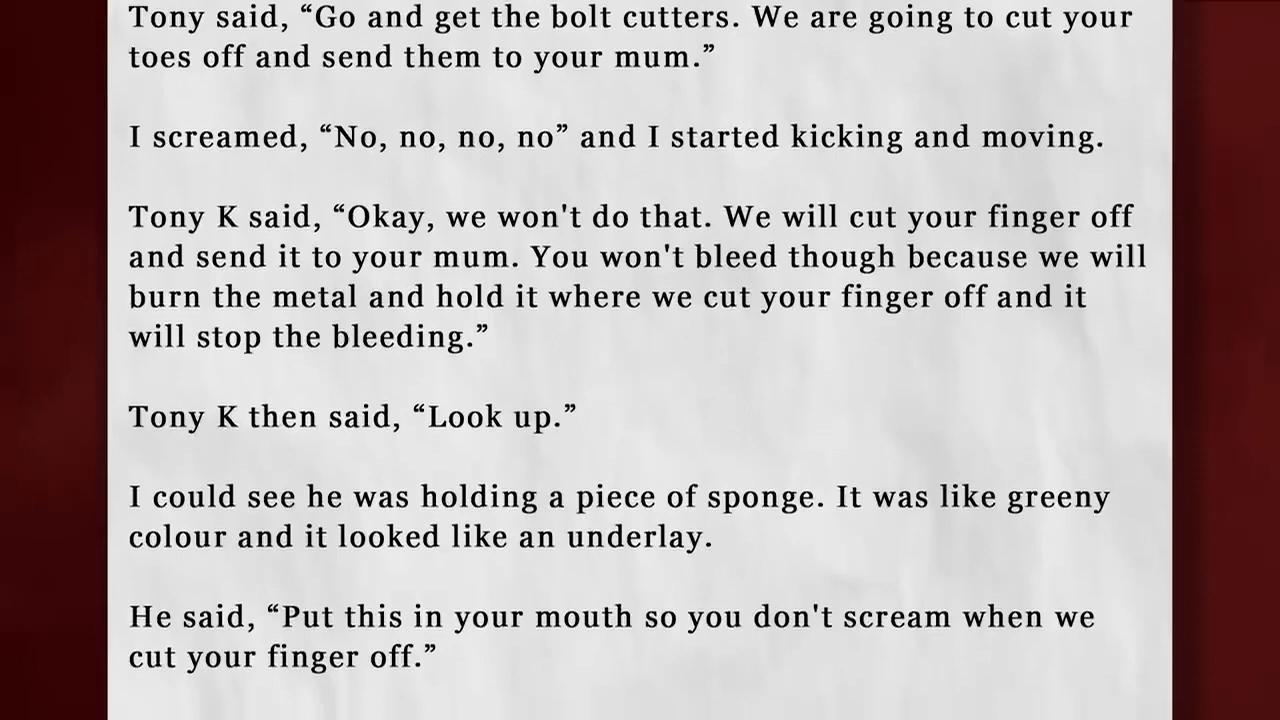 Tony said, “Go and get the bolt cutters. We are going to cut your
toes off and send them to your mum.”
I screamed, “No, no, no, no” and I started kicking and moving.
Tony K said, “Okay, we won't do that. We will cut your finger off
and send it to your mum. You won't bleed though because we will
burn the metal and hold it where we cut your finger off and it
will stop the bleeding.”
Tony K then said, “Look up.”
I could see he was holding a piece of sponge. It was like greeny
colour and it looked like an underlay.
He said, “Put this in your mouth so you don't scream when we
cut your finger off.”